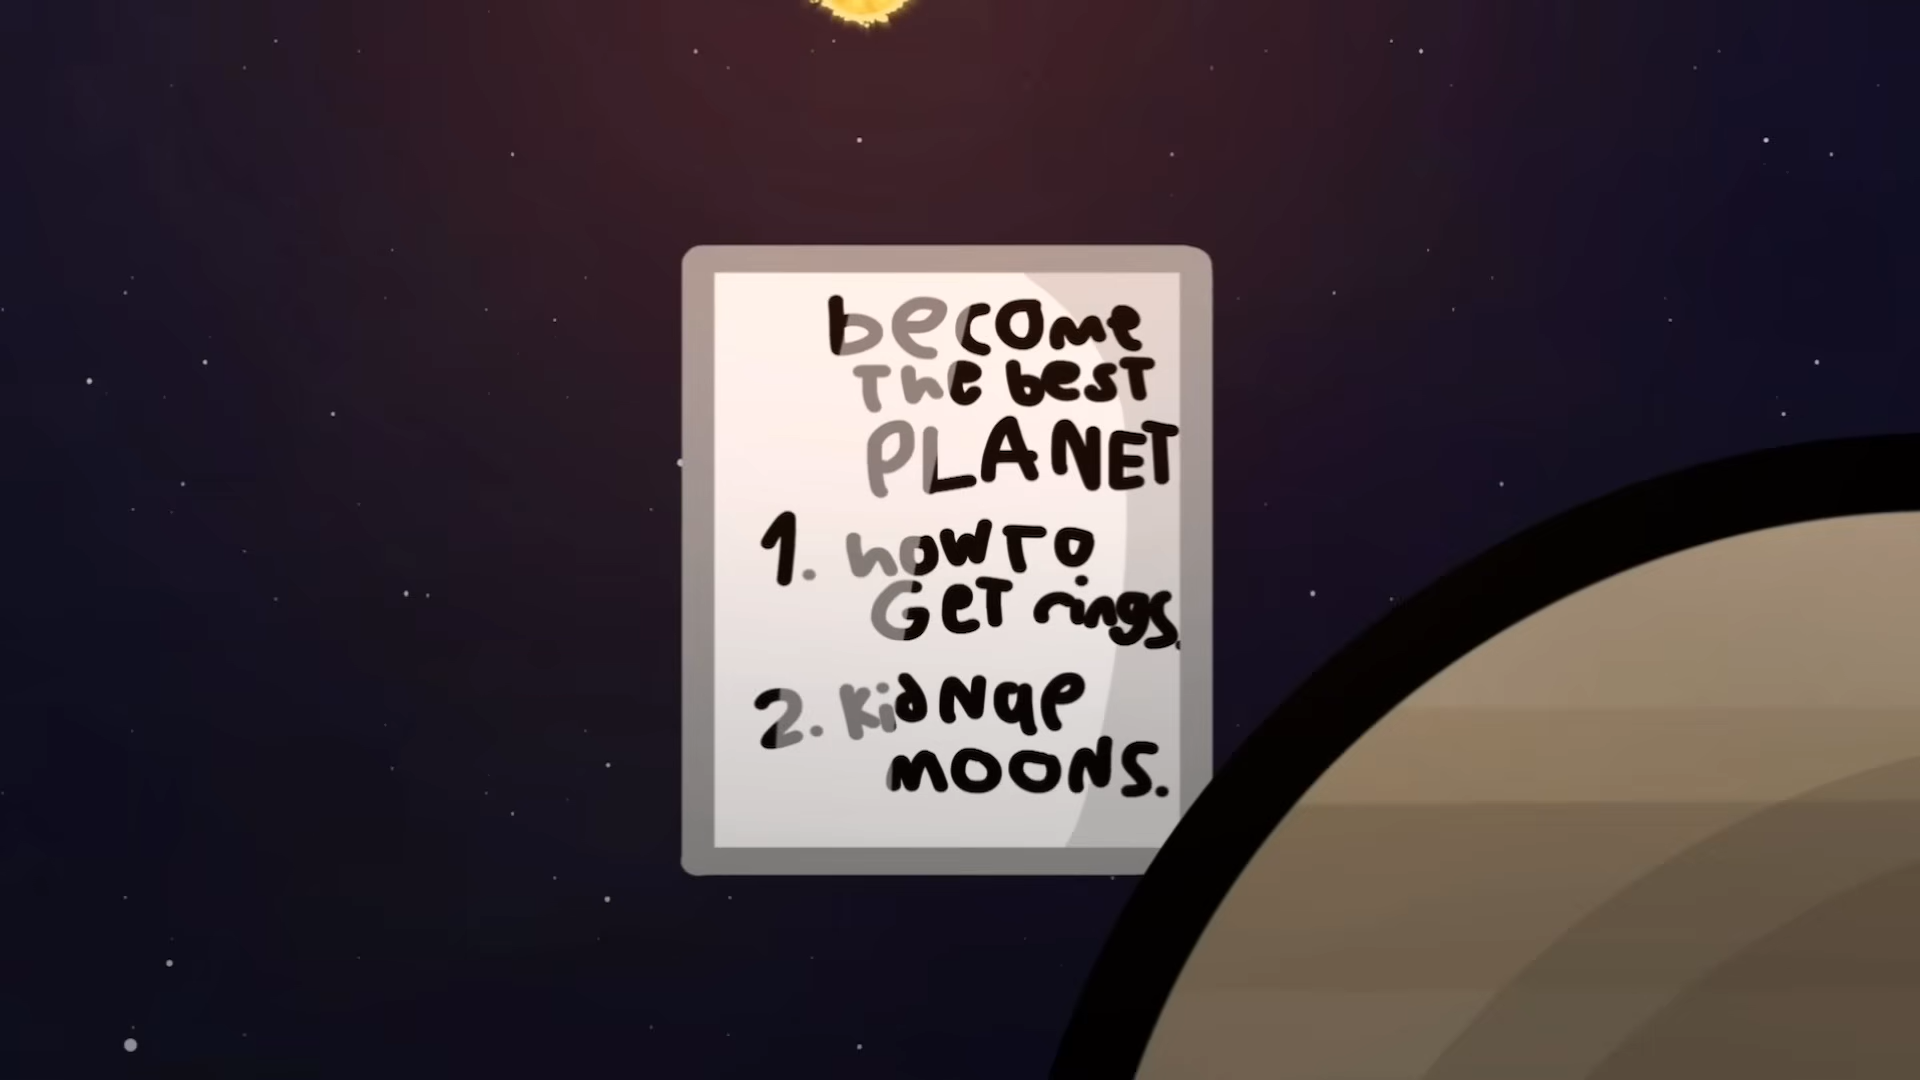 become
The best
PLANET
1. how To
GeT rings.
2. kidNap
mooNs.